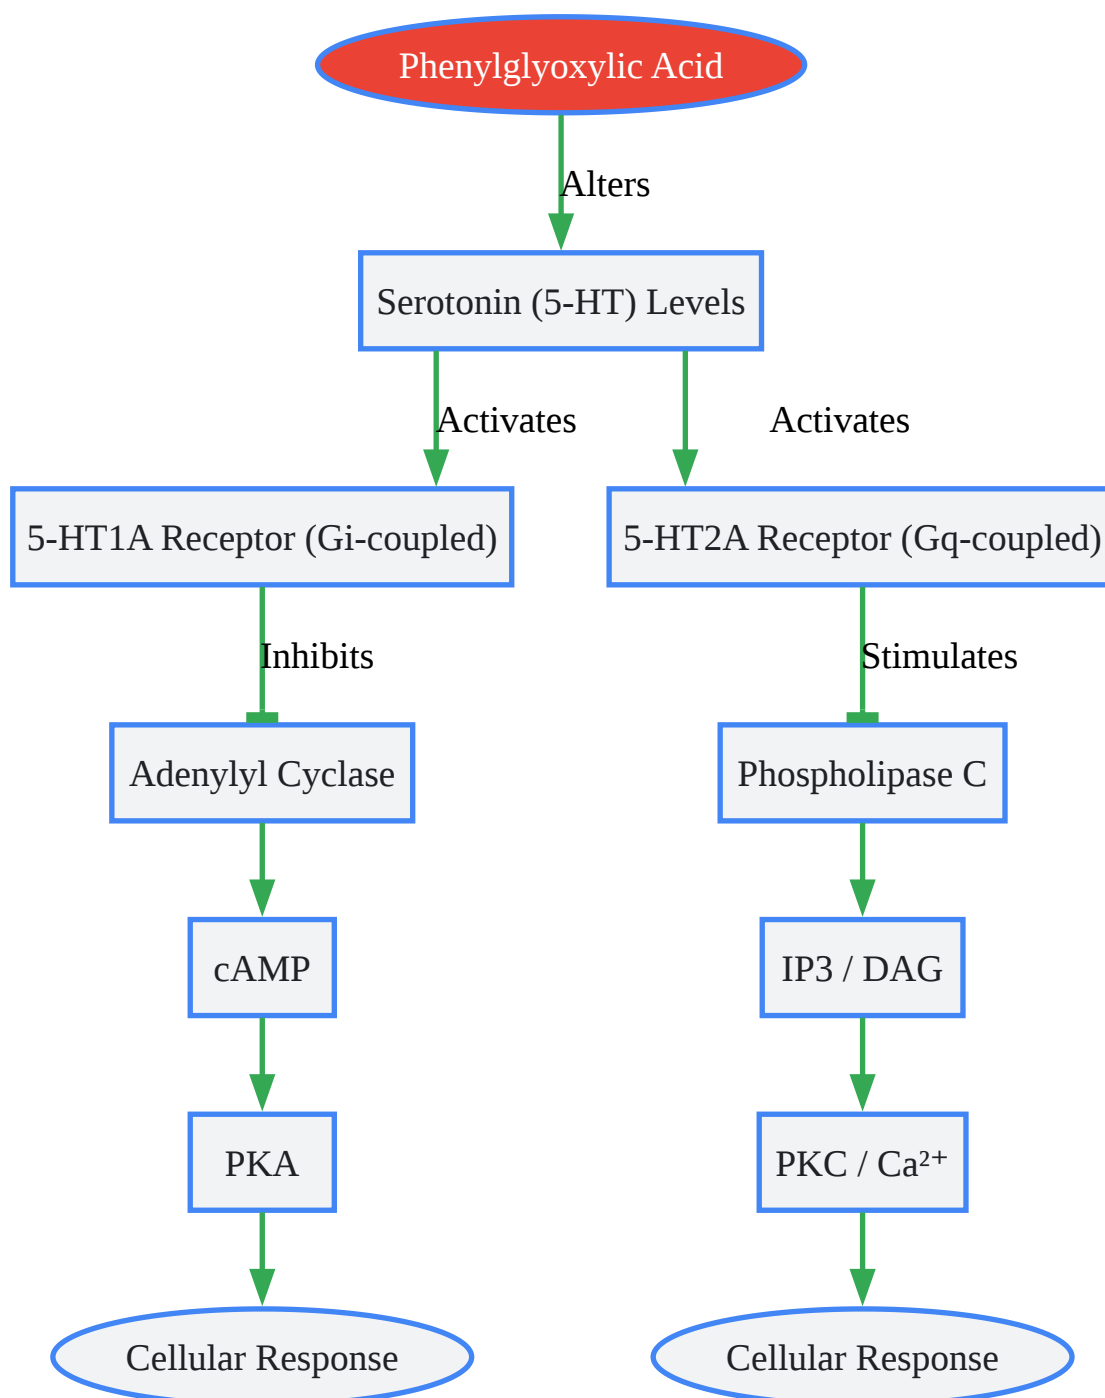 Phenylglyoxylic Acid
Alters
Serotonin (5-HT) Levels
Activates
Activates
5-HT1A Receptor (Gi-coupled)
5-HT2A Receptor (Gq-coupled)
Inhibits
Stimulates
Adenylyl Cyclase
Phospholipase C
cAMP
IP3 / DAG
PKA
PKC / Ca²⁺
Cellular Response
Cellular Response